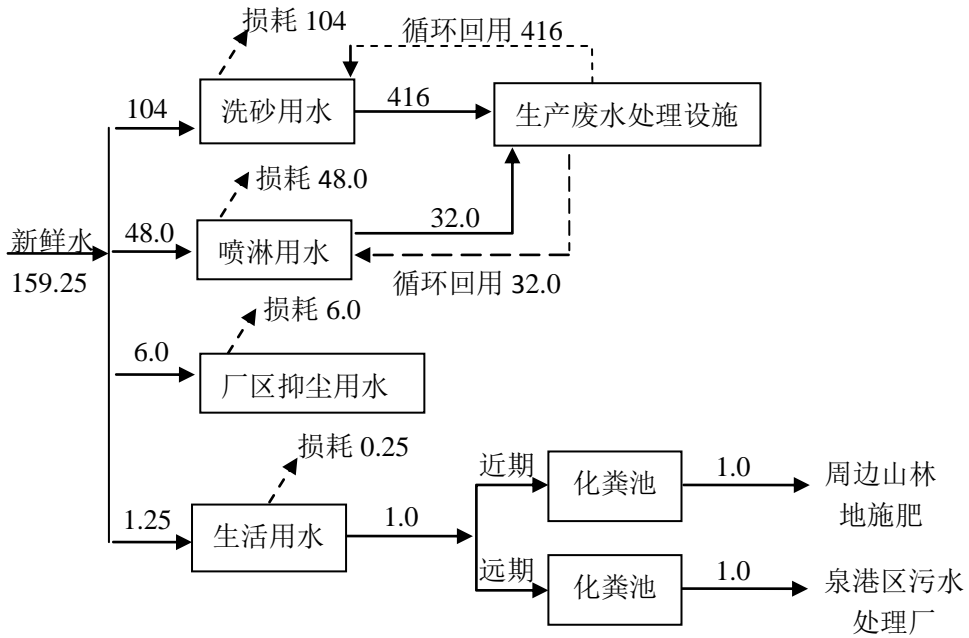 损耗 104
循环回用 416
104
洗砂用水
416
生产废水处理设施
损耗 48.0
新鲜水
159.25
48.0
喷淋用水
32.0
循环回用 32.0
损耗 6.0
6.0
厂区抑尘用水
损耗 0.25
1.25
生活用水
1.0
近期
化粪池
1.0
周边山林
地施肥
远期
化粪池
1.0
泉港区污水
处理厂